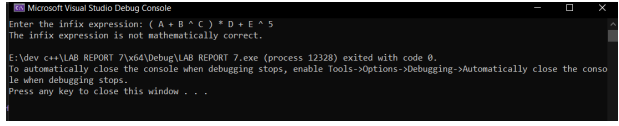 Microsoft Visual Studio Debug Console
Enter the infix expression: ( A + B ^ C ) * D + E ^ 5
The infix expression is not mathematically correct.
E:\dev c++\LAB REPORT 7\x64\Debug\LAB REPORT 7.exe (process 12328) exited with code 0.
To automatically close the console when debugging stops, enable Tools->Options->Debugging->Automatically close the conso
le when debugging stops.
Press any key to close this window . . .